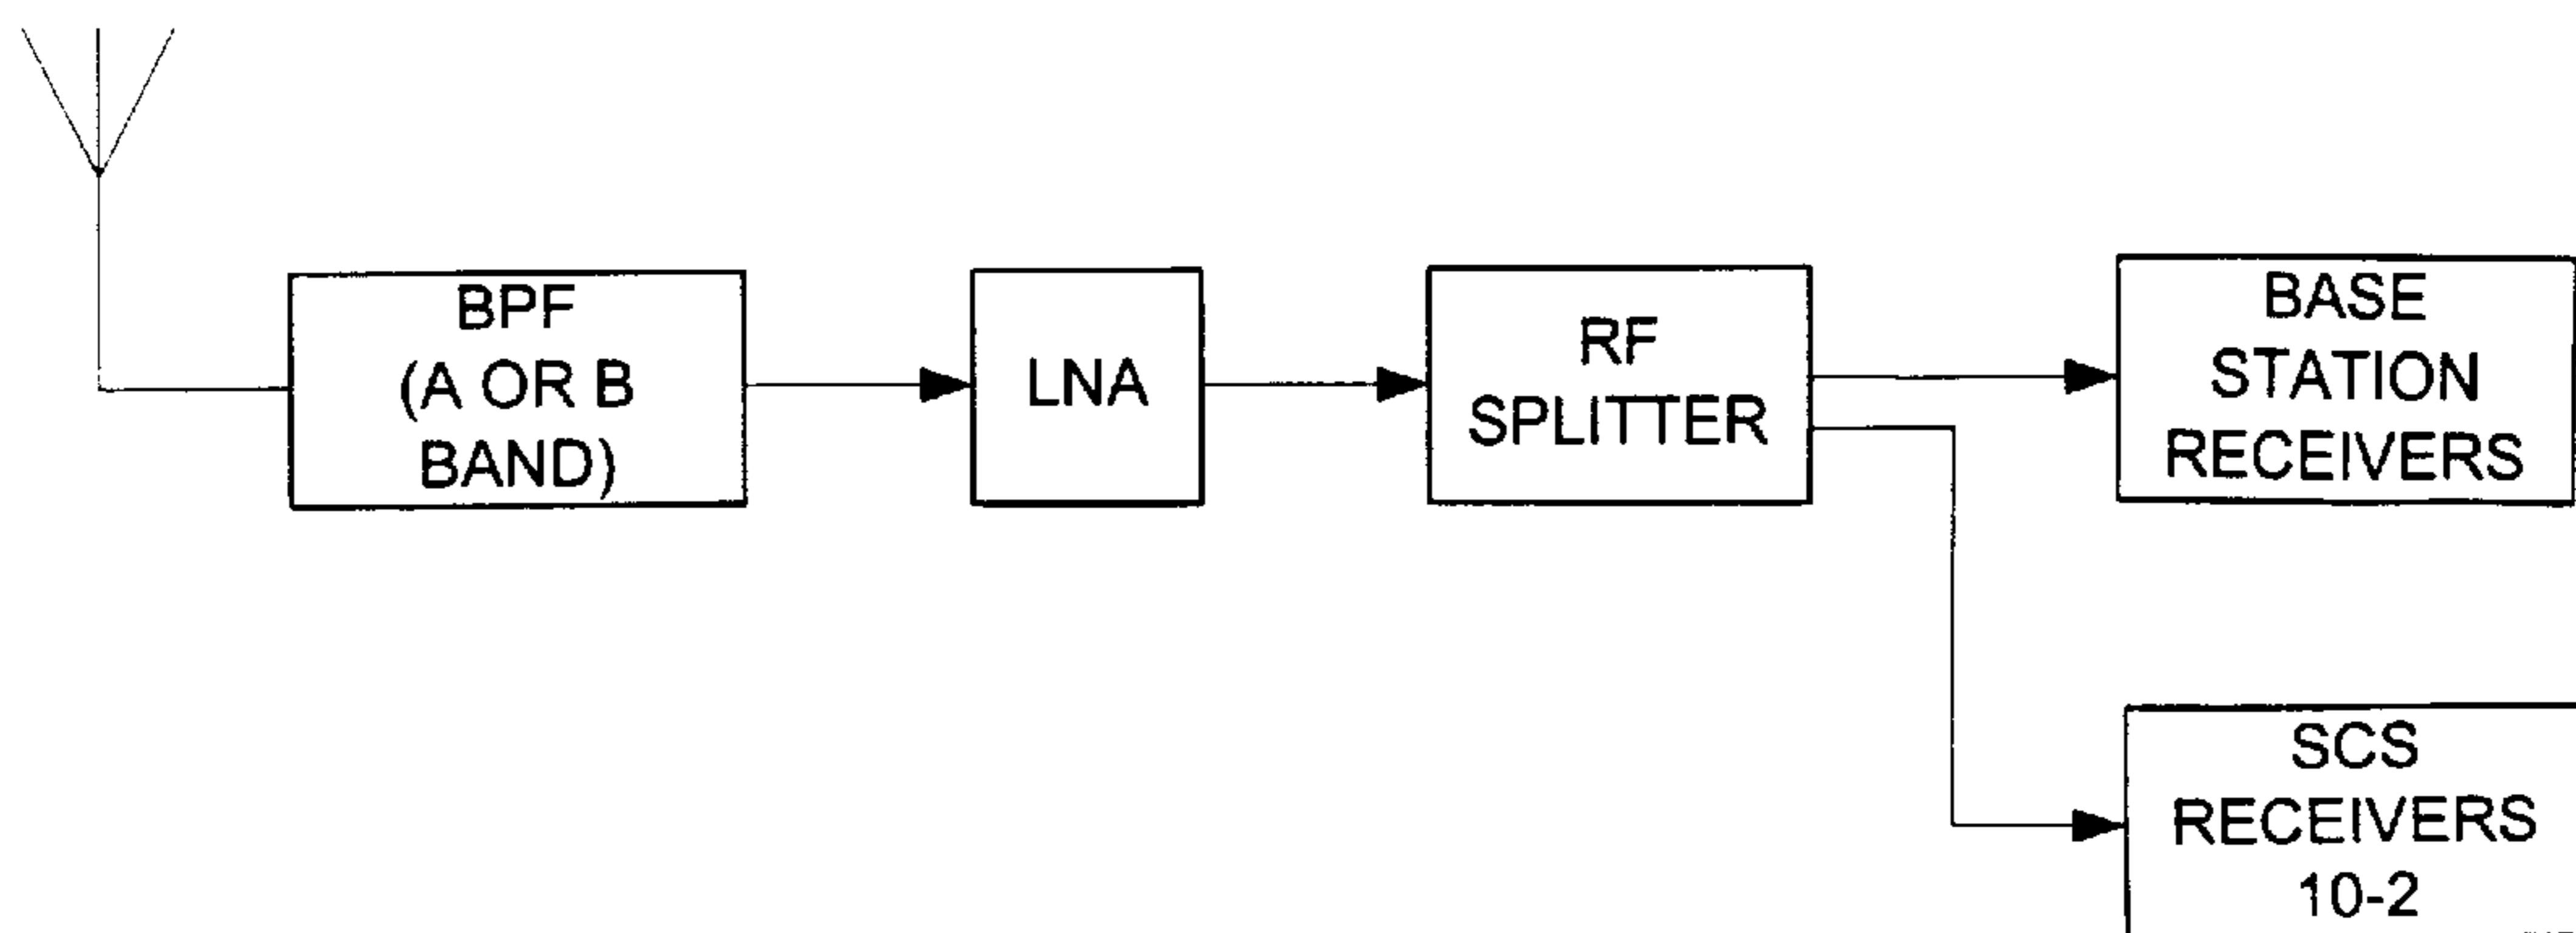 BPF
(A OR B
BAND)
LNA
RF
SPLITTER
BASE
STATION
RECEIVERS
SCS
RECEIVERS
10-2